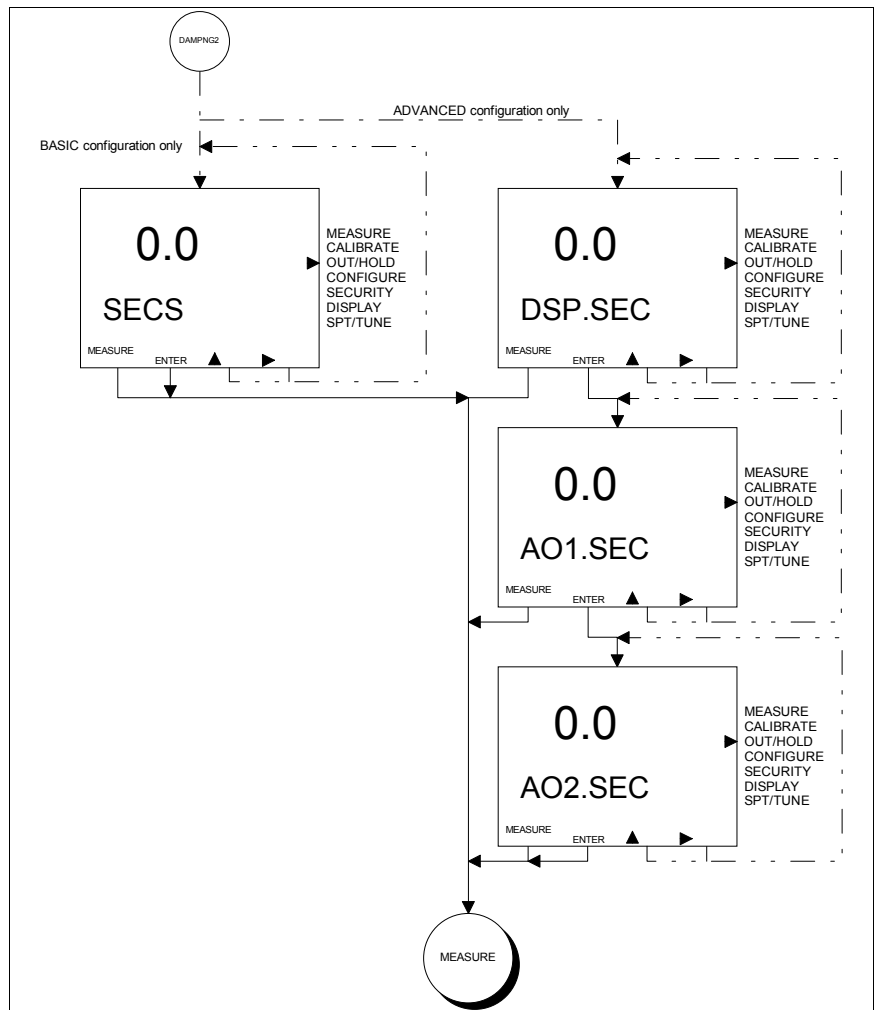 DAMPNG2
ADVANCED configuration only
BASIC configuration only
0.0
SECS
MEASURE
ENTER
MEASURE
CALIBRATE
OUT/HOLD
CONFIGURE
SECURITY
DISPLAY
SPT/TUNE
0.0
DSP.SEC
MEASURE
ENTER
MEASURE
CALIBRATE
OUT/HOLD
CONFIGURE
SECURITY
DISPLAY
SPT/TUNE
0.0
AO1.SEC
MEASURE
ENTER
MEASURE
CALIBRATE
OUT/HOLD
CONFIGURE
SECURITY
DISPLAY
SPT/TUNE
0.0
AO2.SEC
MEASURE
ENTER
MEASURE
CALIBRATE
OUT/HOLD
CONFIGURE
SECURITY
DISPLAY
SPT/TUNE
MEASURE